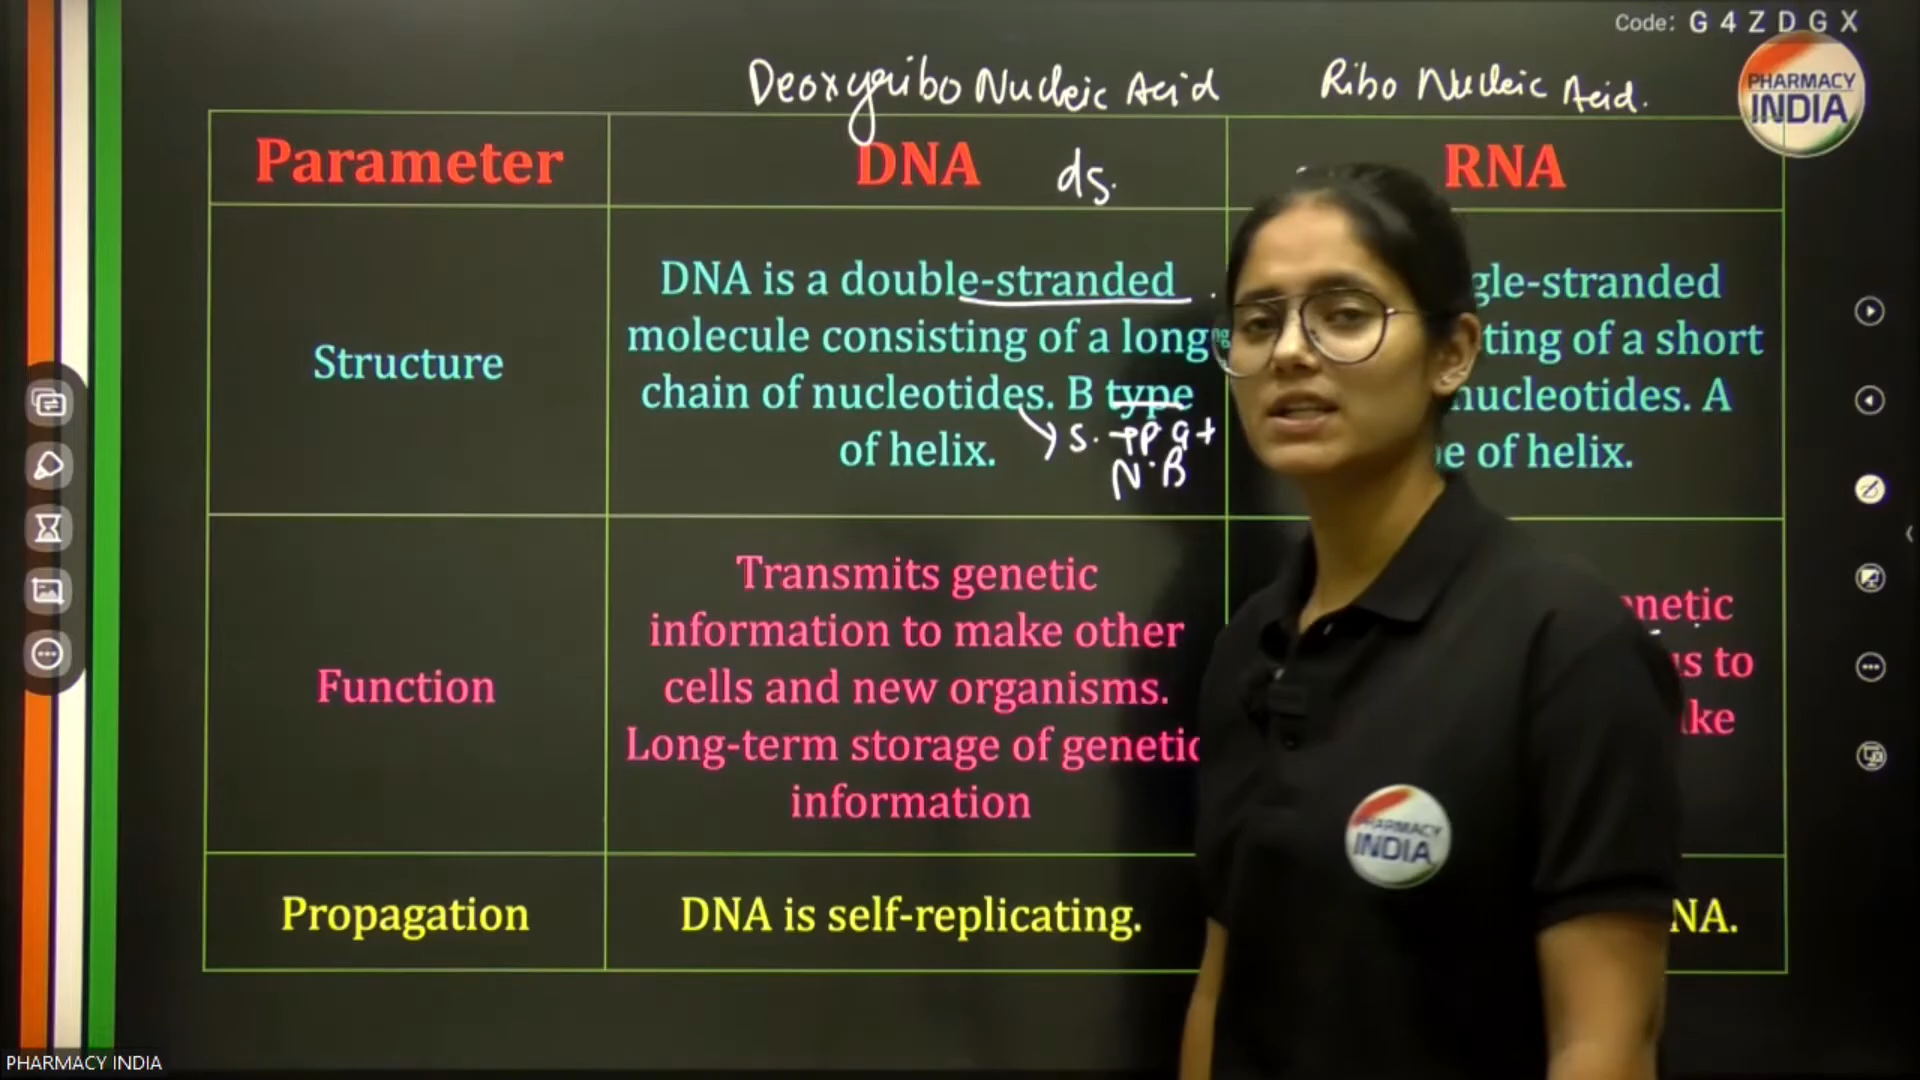 Code: G 4 Z D G X
PHARMACY
INDIA
Deoxyribo Nucleic Acid
Ribo Nucleic Acid.
Parameter
DNA
ds.
RNA
Structure
DNA is a double-stranded
molecule consisting of a long
chain of nucleotides. B type
of helix.
N.B
gle-stranded
ting of a short
nucleotides. A
e of helix.
Function
Transmits genetic
information to make other
cells and new organisms.
Long-term storage of genetic
information
netic
us to
ke
PHARMACY
INDIA
Propagation
DNA is self-replicating.
NA.
PHARMACY INDIA